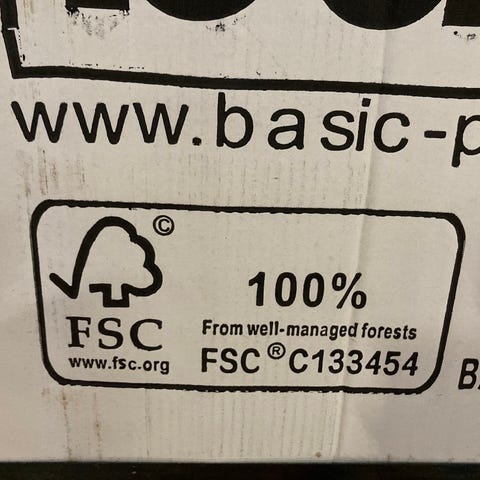 www.basic-p
©
100%
FSC
From well-managed forests
www.fsc.org
FSC® C133454
B